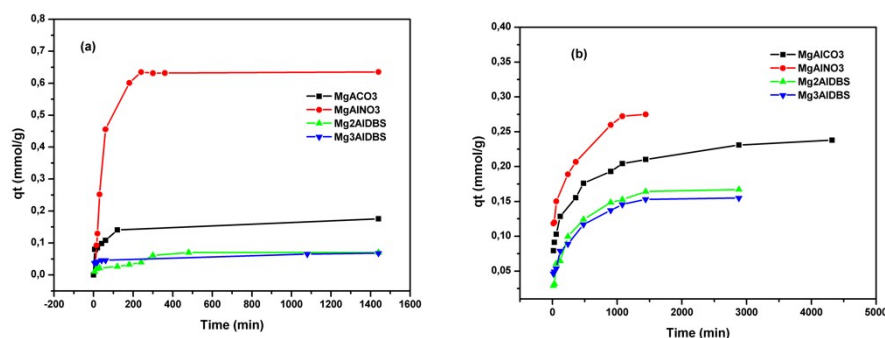 (a)
0,8
0,7
0,6
0,5
0,4
0,3
0,2
0,1
0,0
qt (mmol/g)
-200 0 200 400 600 800 1000 1200 1400 1600
Time (min)
MgACO3
MgAlNO3
Mg2AlDBS
Mg3AlDBS
(b)
0,40
0,35
0,30
0,25
0,20
0,15
0,10
0,05
qt (mmol/g)
0 1000 2000 3000 4000 5000
Time (min)
MgAlCO3
MgAlNO3
Mg2AlDBS
Mg3AlDBS